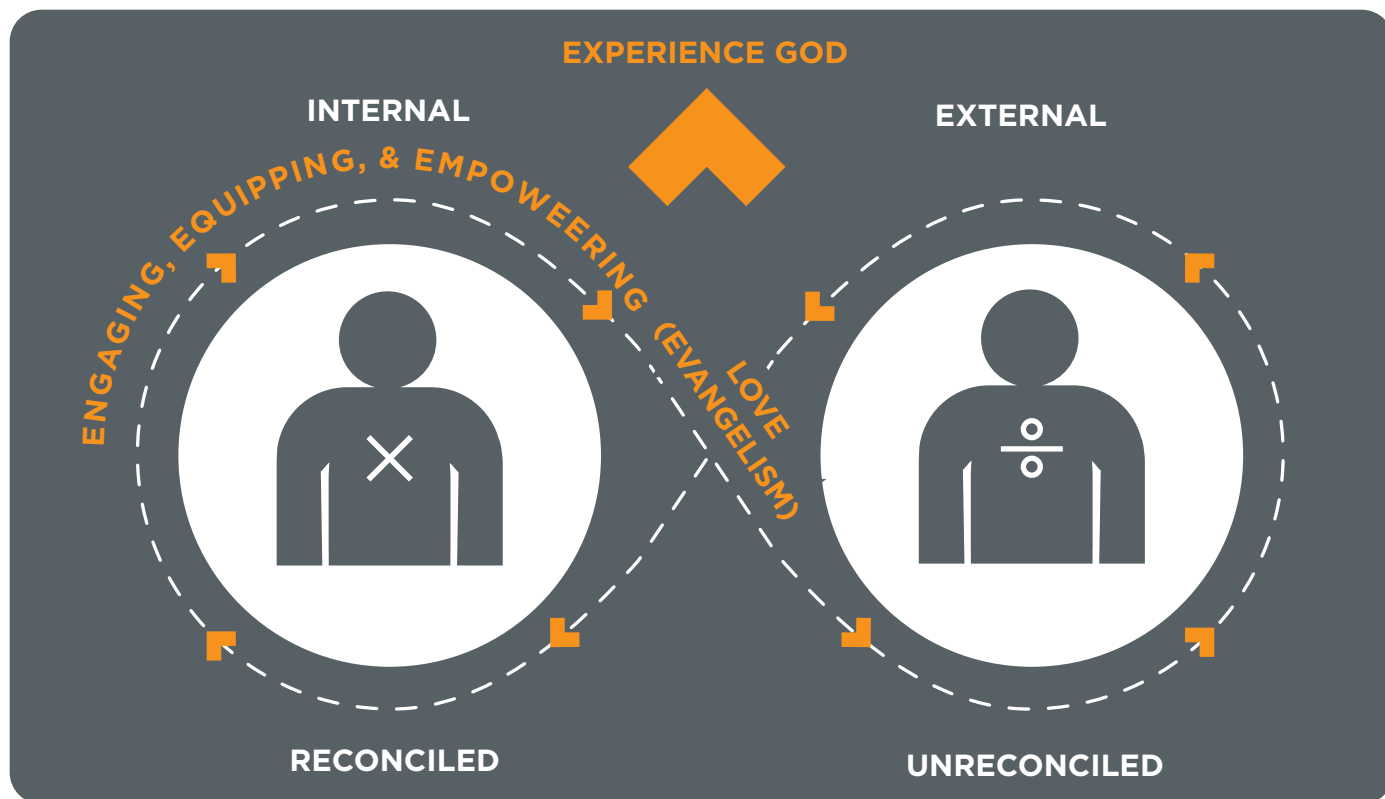 EXPERIENCE GOD
INTERNAL
EXTERNAL
ENGAGING, EQUIPPING, & EMPOWEERING (EVANGELISM)
LOVE
RECONCILED
UNRECONCILED